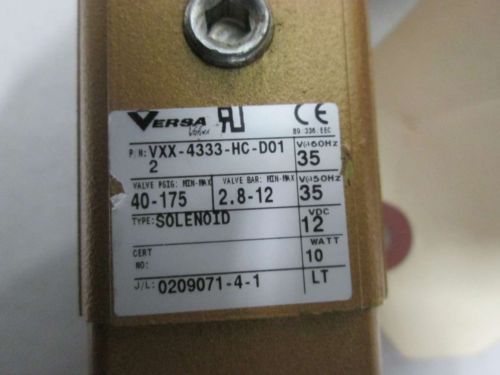 VERSA
valves
CE
89.336.EEC
P/N: VXX-4333-HC-D01
2
V@60Hz
35
VALVE PSIG: MIN-MAX
40-175
VALVE BAR: MIN-MAX
2.8-12
V@50Hz
35
TYPE: SOLENOID
VDC
12
CERT
NO:
WATT
10
J/L: 0209071-4-1
LT